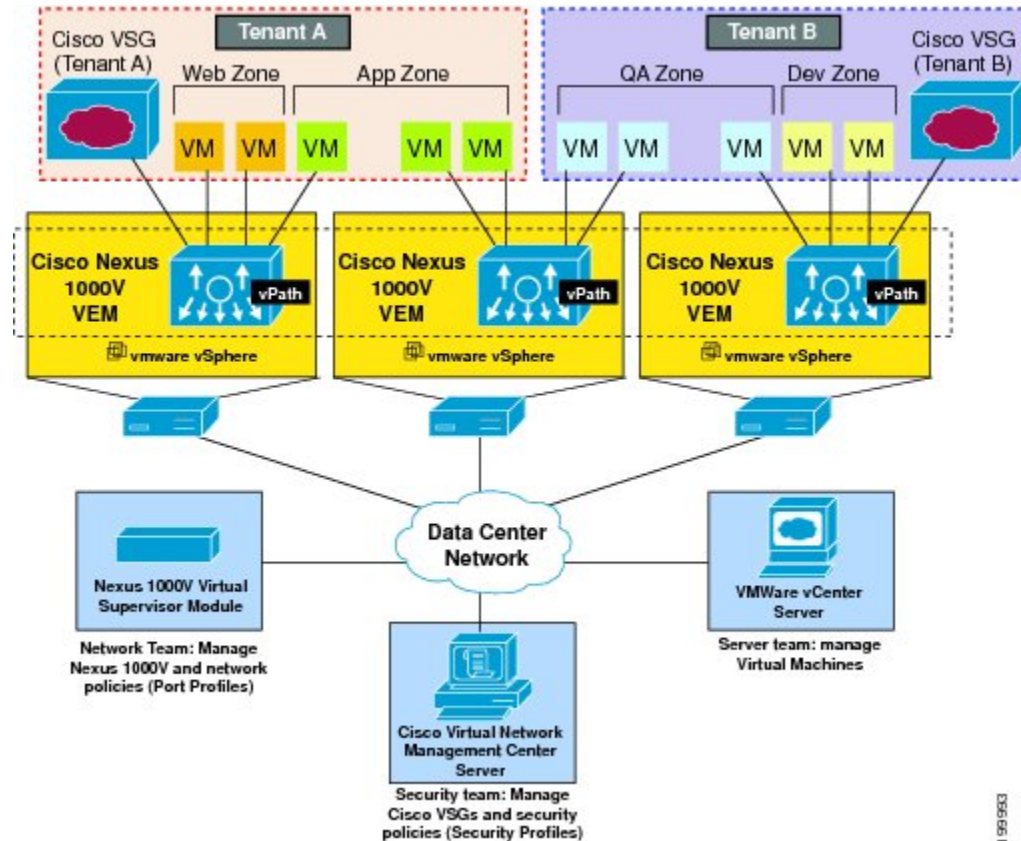 Tenant A
Tenant B
Cisco VSG
(Tenant A)
Web Zone
App Zone
QA Zone
Dev Zone
Cisco VSG
(Tenant B)
VM
VM
VM
VM
VM
VM
VM
VM
VM
VM
Cisco Nexus
1000V
VEM
vPath
vmware vSphere
Cisco Nexus
1000V
VEM
vPath
vmware vSphere
Cisco Nexus
1000V
VEM
vPath
vmware vSphere
Data Center
Network
Nexus 1000V Virtual
Supervisor Module
Network Team: Manage
Nexus 1000V and network
policies (Port Profiles)
VMWare vCenter
Server
Server team: manage
Virtual Machines
Cisco Virtual Network
Management Center
Server
Security team: Manage
Cisco VSGs and security
policies (Security Profiles)